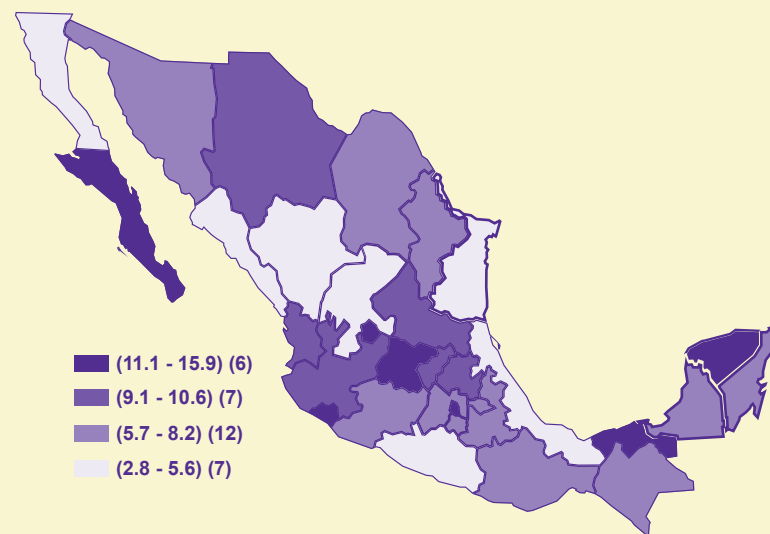 (11.1 - 15.9) (6)
(9.1 - 10.6) (7)
(5.7 - 8.2) (12)
(2.8 - 5.6) (7)